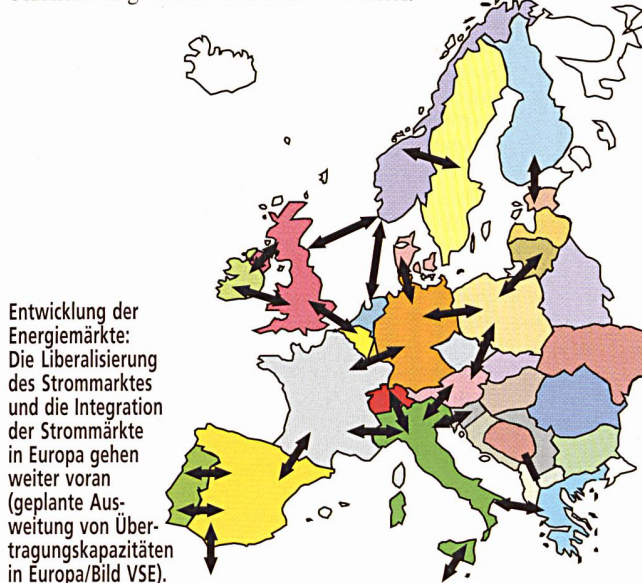 Entwicklung der
Energiemärkte:
Die Liberalisierung
des Strommarktes
und die Integration
der Strommärkte
in Europa gehen
weiter voran
(geplante Aus-
weitung von Über-
tragungskapazitäten
in Europa/Bild VSE).